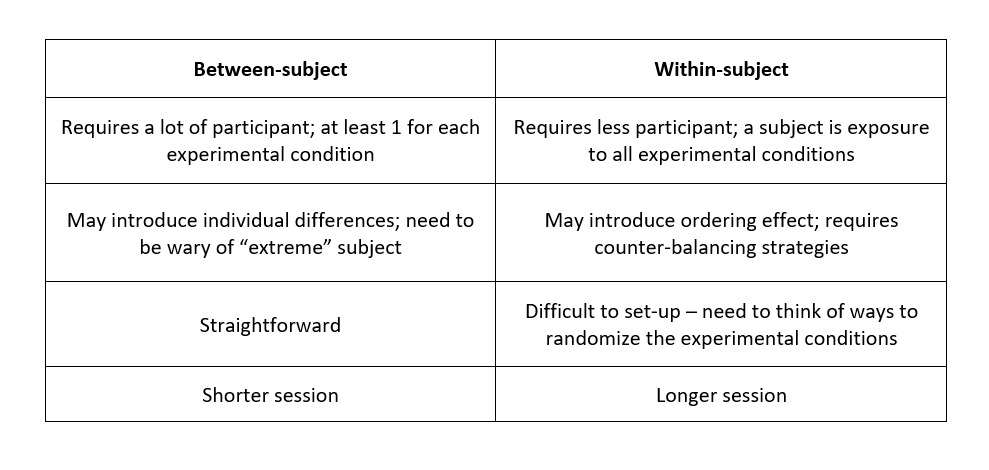 Between-subject
Within-subject
Requires a lot of participant; at least 1 for each
experimental condition
Requires less participant; a subject is exposure
to all experimental conditions
May introduce individual differences; need to
be wary of “extreme” subject
May introduce ordering effect; requires
counter-balancing strategies
Straightforward
Difficult to set-up – need to think of ways to
randomize the experimental conditions
Shorter session
Longer session